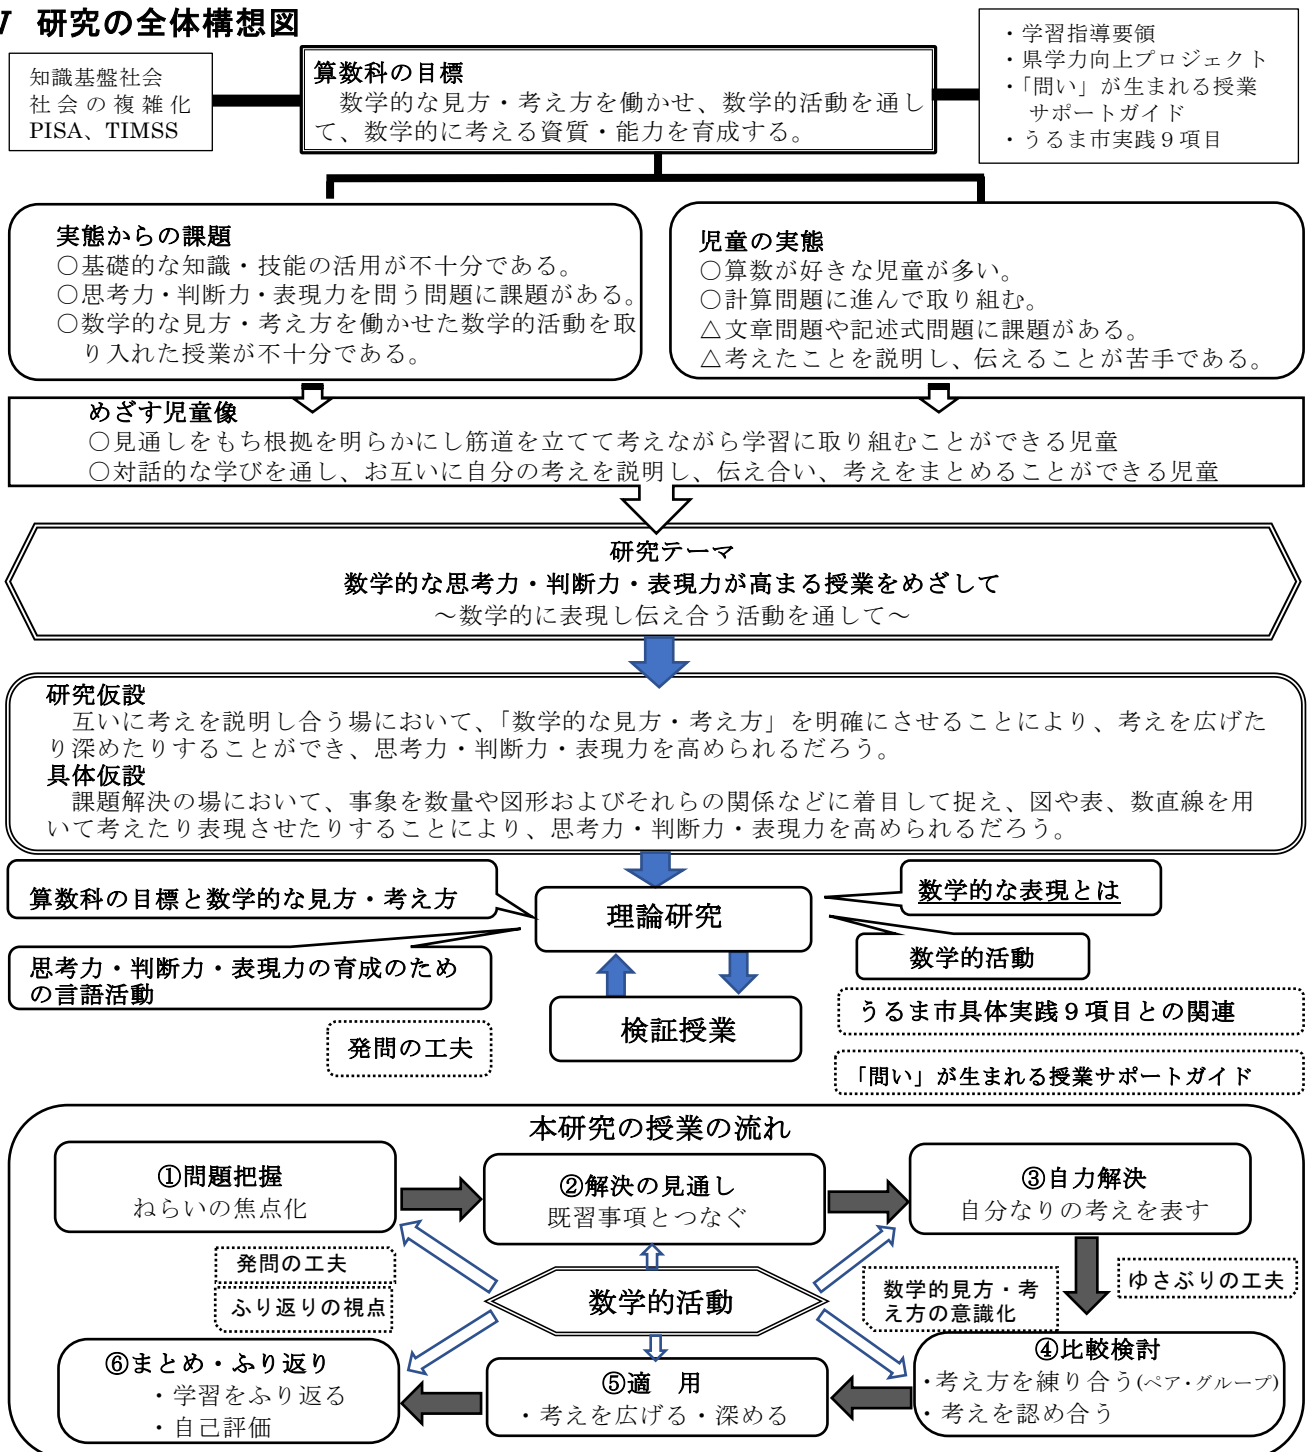 研究の全体構想図
知識基盤社会
社会の複雑化
PISA、TIMSS
算数科の目標
数学的な見方・考え方を働かせ、数学的活動を通し
て、数学的に考える資質・能力を育成する。
・学習指導要領
・県学力向上プロジェクト
・「問い」が生まれる授業
サポートガイド
・うるま市実践９項目
実態からの課題
○基礎的な知識・技能の活用が不十分である。
○思考力・判断力・表現力を問う問題に課題がある。
○数学的な見方・考え方を働かせた数学的活動を取
り入れた授業が不十分である。
児童の実態
○算数が好きな児童が多い。
○計算問題に進んで取り組む。
△文章問題や記述式問題に課題がある。
△考えたことを説明し、伝えることが苦手である。
めざす児童像
○見通しをもち根拠を明らかにし筋道を立てて考えながら学習に取り組むことができる児童
○対話的な学びを通し、お互いに自分の考えを説明し、伝え合い、考えをまとめることができる児童
研究テーマ
数学的な思考力・判断力・表現力が高まる授業をめざして
～数学的に表現し伝え合う活動を通して～
研究仮設
互いに考えを説明し合う場において、「数学的な見方・考え方」を明確にさせることにより、考えを広げた
り深めたりすることができ、思考力・判断力・表現力を高められるだろう。
具体仮設
課題解決の場において、事象を数量や図形およびそれらの関係などに着目して捉え、図や表、数直線を用
いて考えたり表現させたりすることにより、思考力・判断力・表現力を高められるだろう。
算数科の目標と数学的な見方・考え方
理論研究
数学的な表現とは
思考力・判断力・表現力の育成のため
の言語活動
数学的活動
発問の工夫
検証授業
うるま市具体実践９項目との関連
「問い」が生まれる授業サポートガイド
本研究の授業の流れ
①問題把握
ねらいの焦点化
②解決の見通し
既習事項とつなぐ
③自力解決
自分なりの考えを表す
発問の工夫
ふり返りの視点
数学的活動
数学的見方・考
え方の意識化
ゆさぶりの工夫
⑥まとめ・ふり返り
・学習をふり返る
・自己評価
⑤適　用
・考えを広げる・深める
④比較検討
・考え方を練り合う(ペア・グループ)
・考えを認め合う